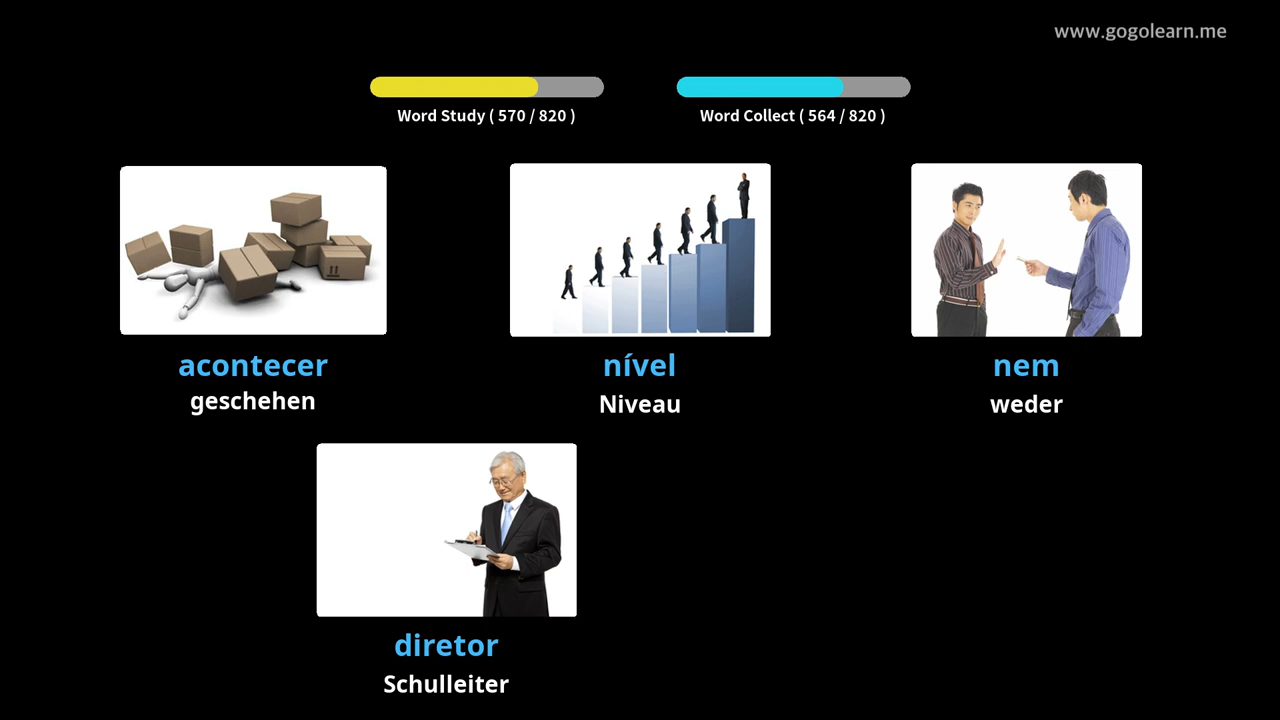 www.gogolearn.me
Word Study ( 570 / 820 )
Word Collect ( 564 / 820 )
acontecer
geschehen
nível
Niveau
nem
weder
diretor
Schulleiter